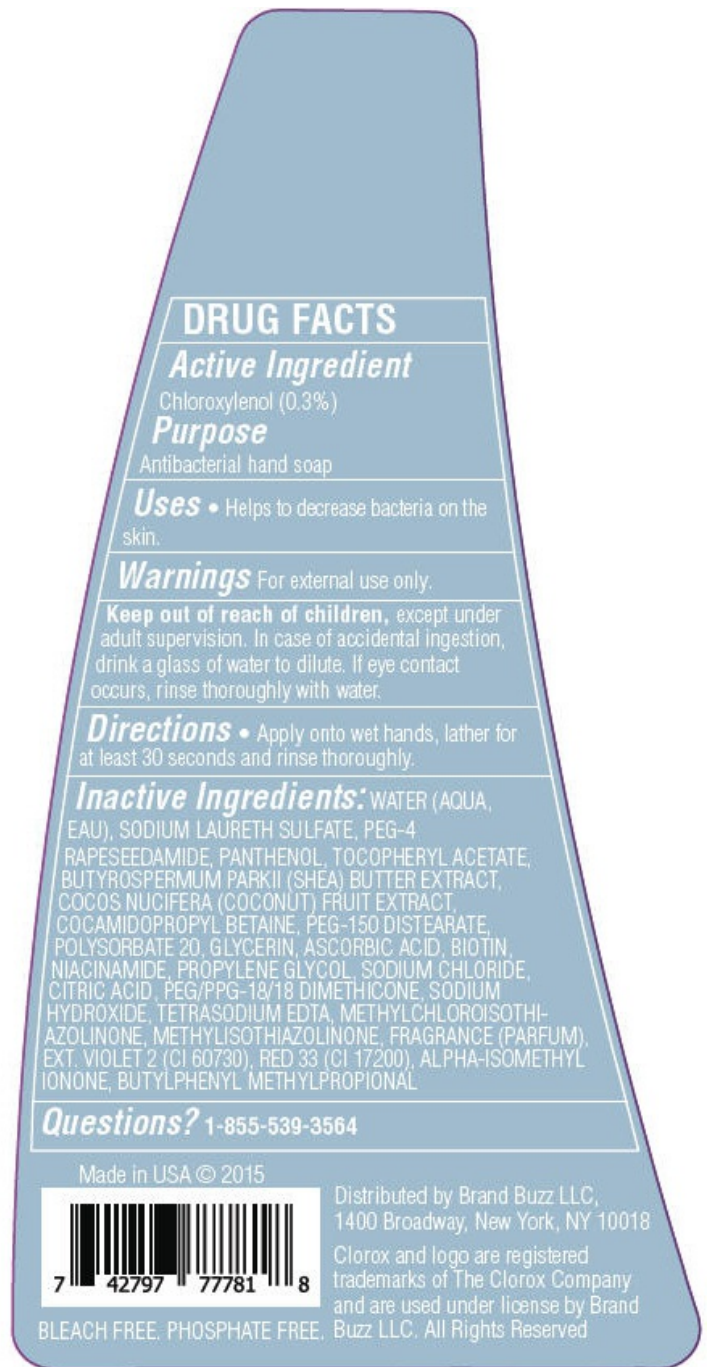 DRUG FACTS
Active Ingredient
Chloroxylenol (0.3%)
Purpose
Antibacterial hand soap
Uses • Helps to decrease bacteria on the
skin.
Warnings For external use only.
Keep out of reach of children, except under
adult supervision. In case of accidental ingestion,
drink a glass of water to dilute. If eye contact
occurs, rinse thoroughly with water.
Directions • Apply onto wet hands, lather for
at least 30 seconds and rinse thoroughly.
Inactive Ingredients: WATER (AQUA,
EAU), SODIUM LAURETH SULFATE, PEG-4
RAPESEEDAMIDE, PANTHENOL, TOCOPHERYL ACETATE,
BUTYROSPERMUM PARKII (SHEA) BUTTER EXTRACT,
COCOS NUCIFERA (COCONUT) FRUIT EXTRACT,
COCAMIDOPROPYL BETAINE, PEG-150 DISTEARATE,
POLYSORBATE 20, GLYCERIN, ASCORBIC ACID, BIOTIN,
NIACINAMIDE, PROPYLENE GLYCOL, SODIUM CHLORIDE,
CITRIC ACID, PEG/PPG-18/18 DIMETHICONE, SODIUM
HYDROXIDE, TETRASODIUM EDTA, METHYLCHLOROISOTHI-
AZOLINONE, METHYLISOTHIAZOLINONE, FRAGRANCE (PARFUM),
EXT. VIOLET 2 (CI 60730), RED 33 (CI 17200), ALPHA-ISOMETHYL
IONONE, BUTYLPHENYL METHYLPROPIONAL
Questions? 1-855-539-3564
Made in USA © 2015
7 42797 77781 8
BLEACH FREE. PHOSPHATE FREE.
Distributed by Brand Buzz LLC,
1400 Broadway, New York, NY 10018
Clorox and logo are registered
trademarks of The Clorox Company
and are used under license by Brand
Buzz LLC. All Rights Reserved